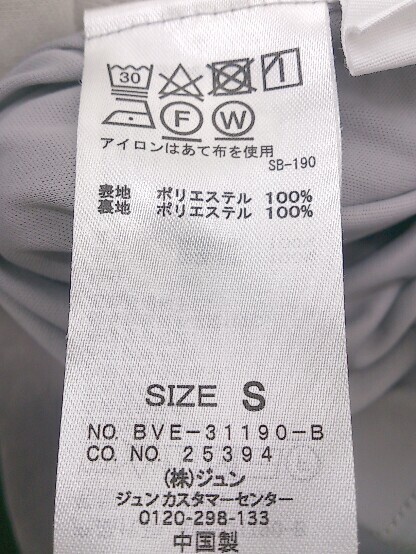 30
F W
アイロンはあて布を使用
SB-190
表地 ポリエステル 100%
裏地 ポリエステル 100%
SIZE S
NO. BVE-31190-B
CO. NO. 25394
(株)ジュン
ジュンカスタマーセンター
0120-298-133
中国製